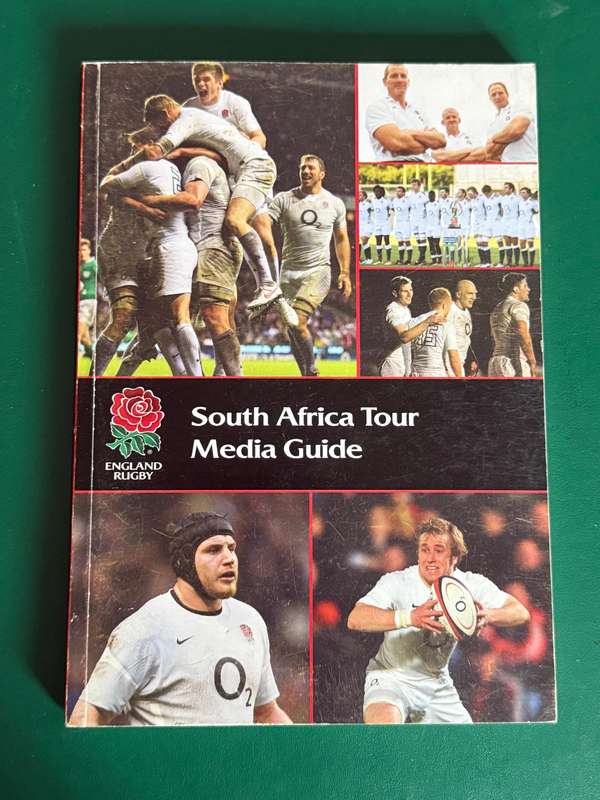 O2
South Africa Tour
Media Guide
ENGLAND
RUGBY
O2